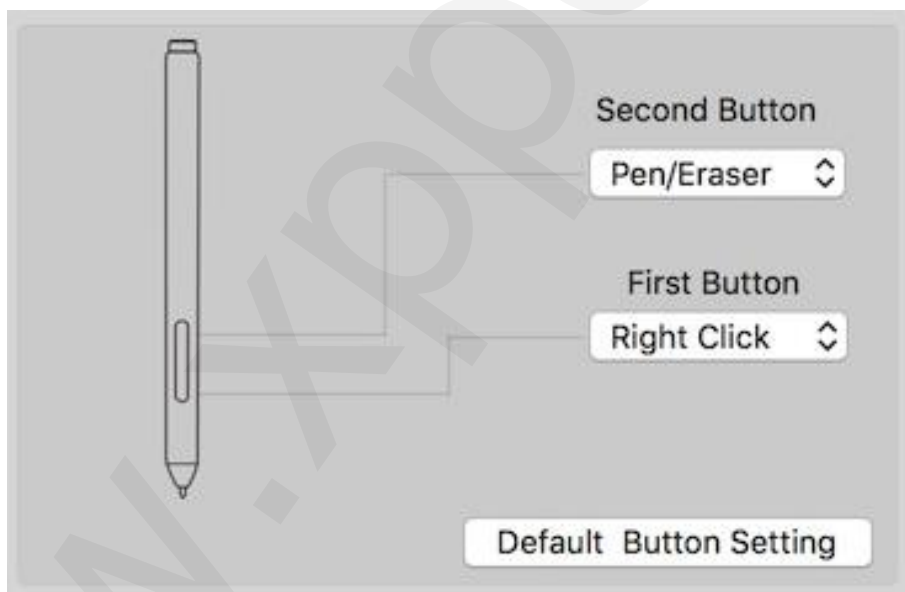 Second Button
Pen/Eraser
First Button
Right Click
Default Button Setting